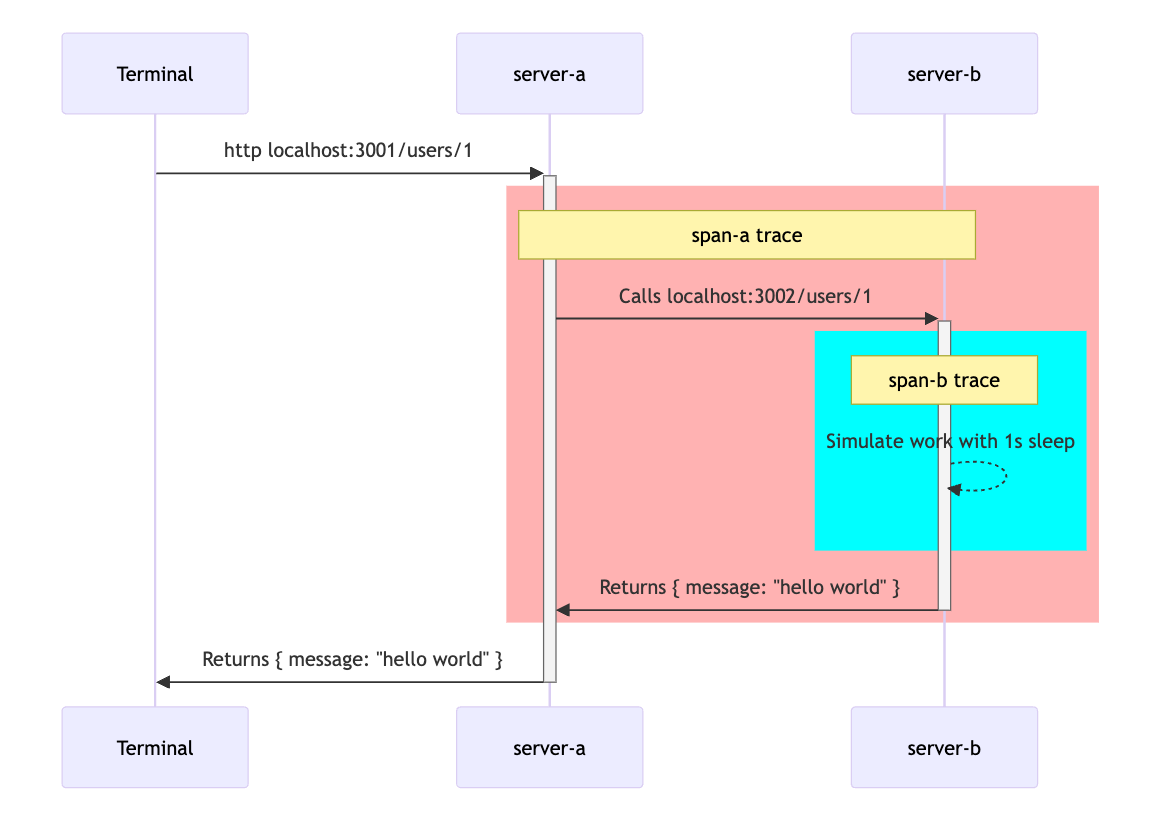 Terminal
server-a
server-b
http localhost:3001/users/1
span-a trace
Calls localhost:3002/users/1
span-b trace
Simulate work with 1s sleep
Returns { message: "hello world" }
Returns { message: "hello world" }
Terminal
server-a
server-b